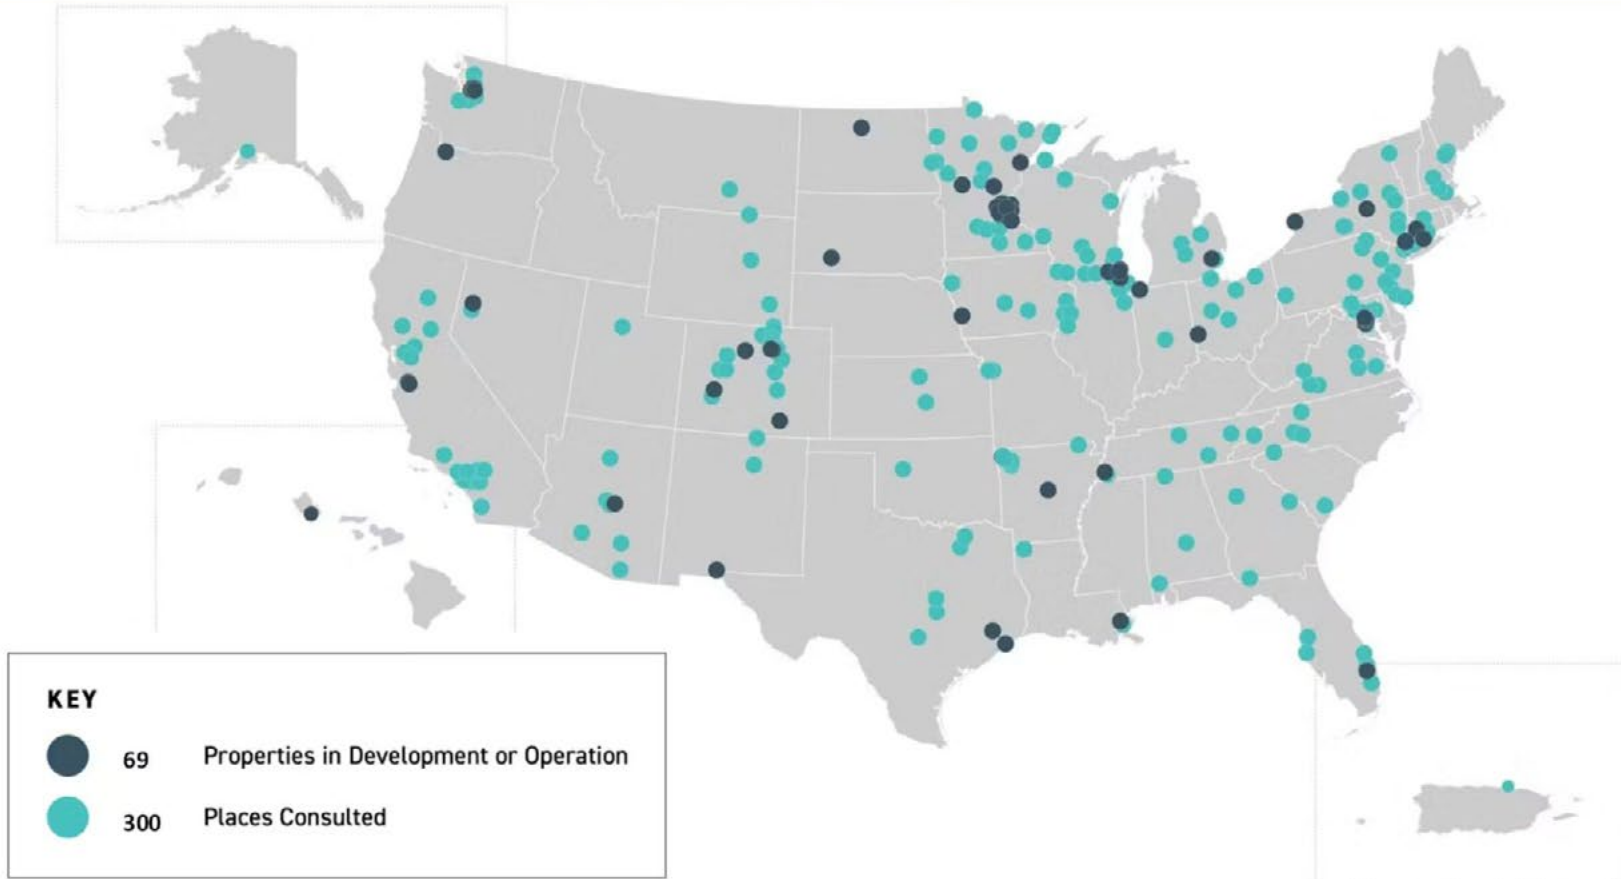 KEY
69 Properties in Development or Operation
300 Places Consulted